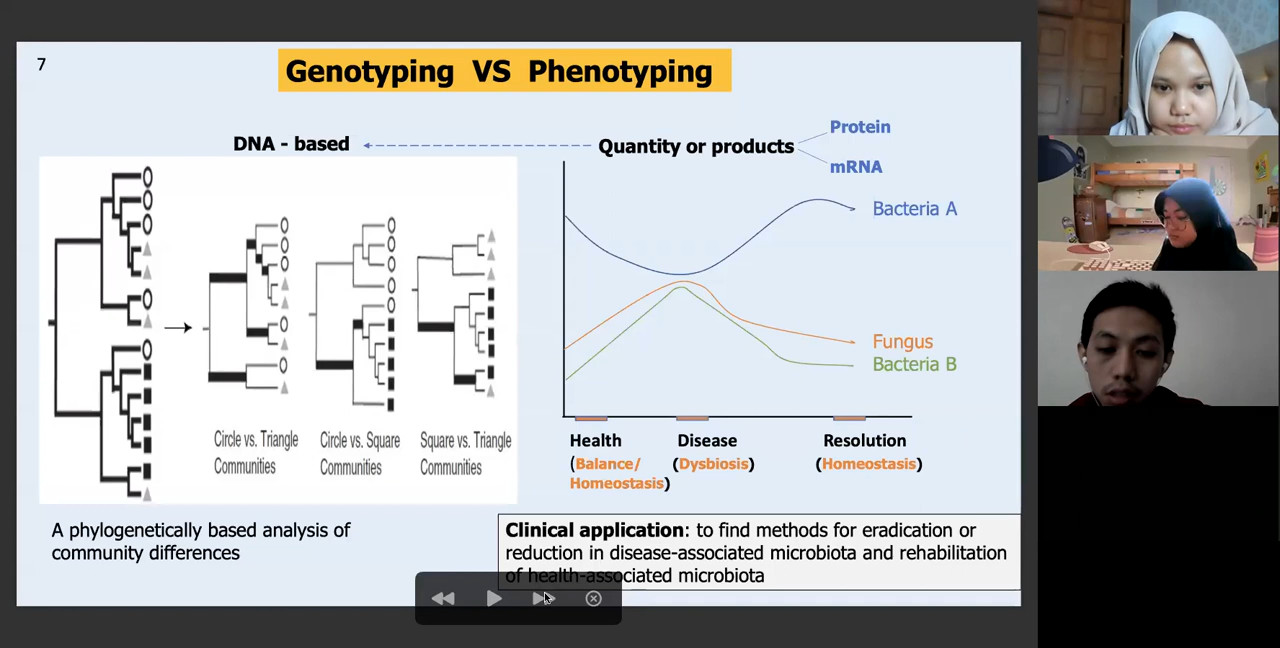 7
Genotyping VS Phenotyping
DNA - based
Quantity or products
Protein
mRNA
Bacteria A
Fungus
Bacteria B
Circle vs. Triangle
Communities
Circle vs. Square
Communities
Square vs. Triangle
Communities
Health
(Balance/
Homeostasis)
Disease
(Dysbiosis)
Resolution
(Homeostasis)
A phylogenetically based analysis of
community differences
Clinical application: to find methods for eradication or
reduction in disease-associated microbiota and rehabilitation
of health-associated microbiota